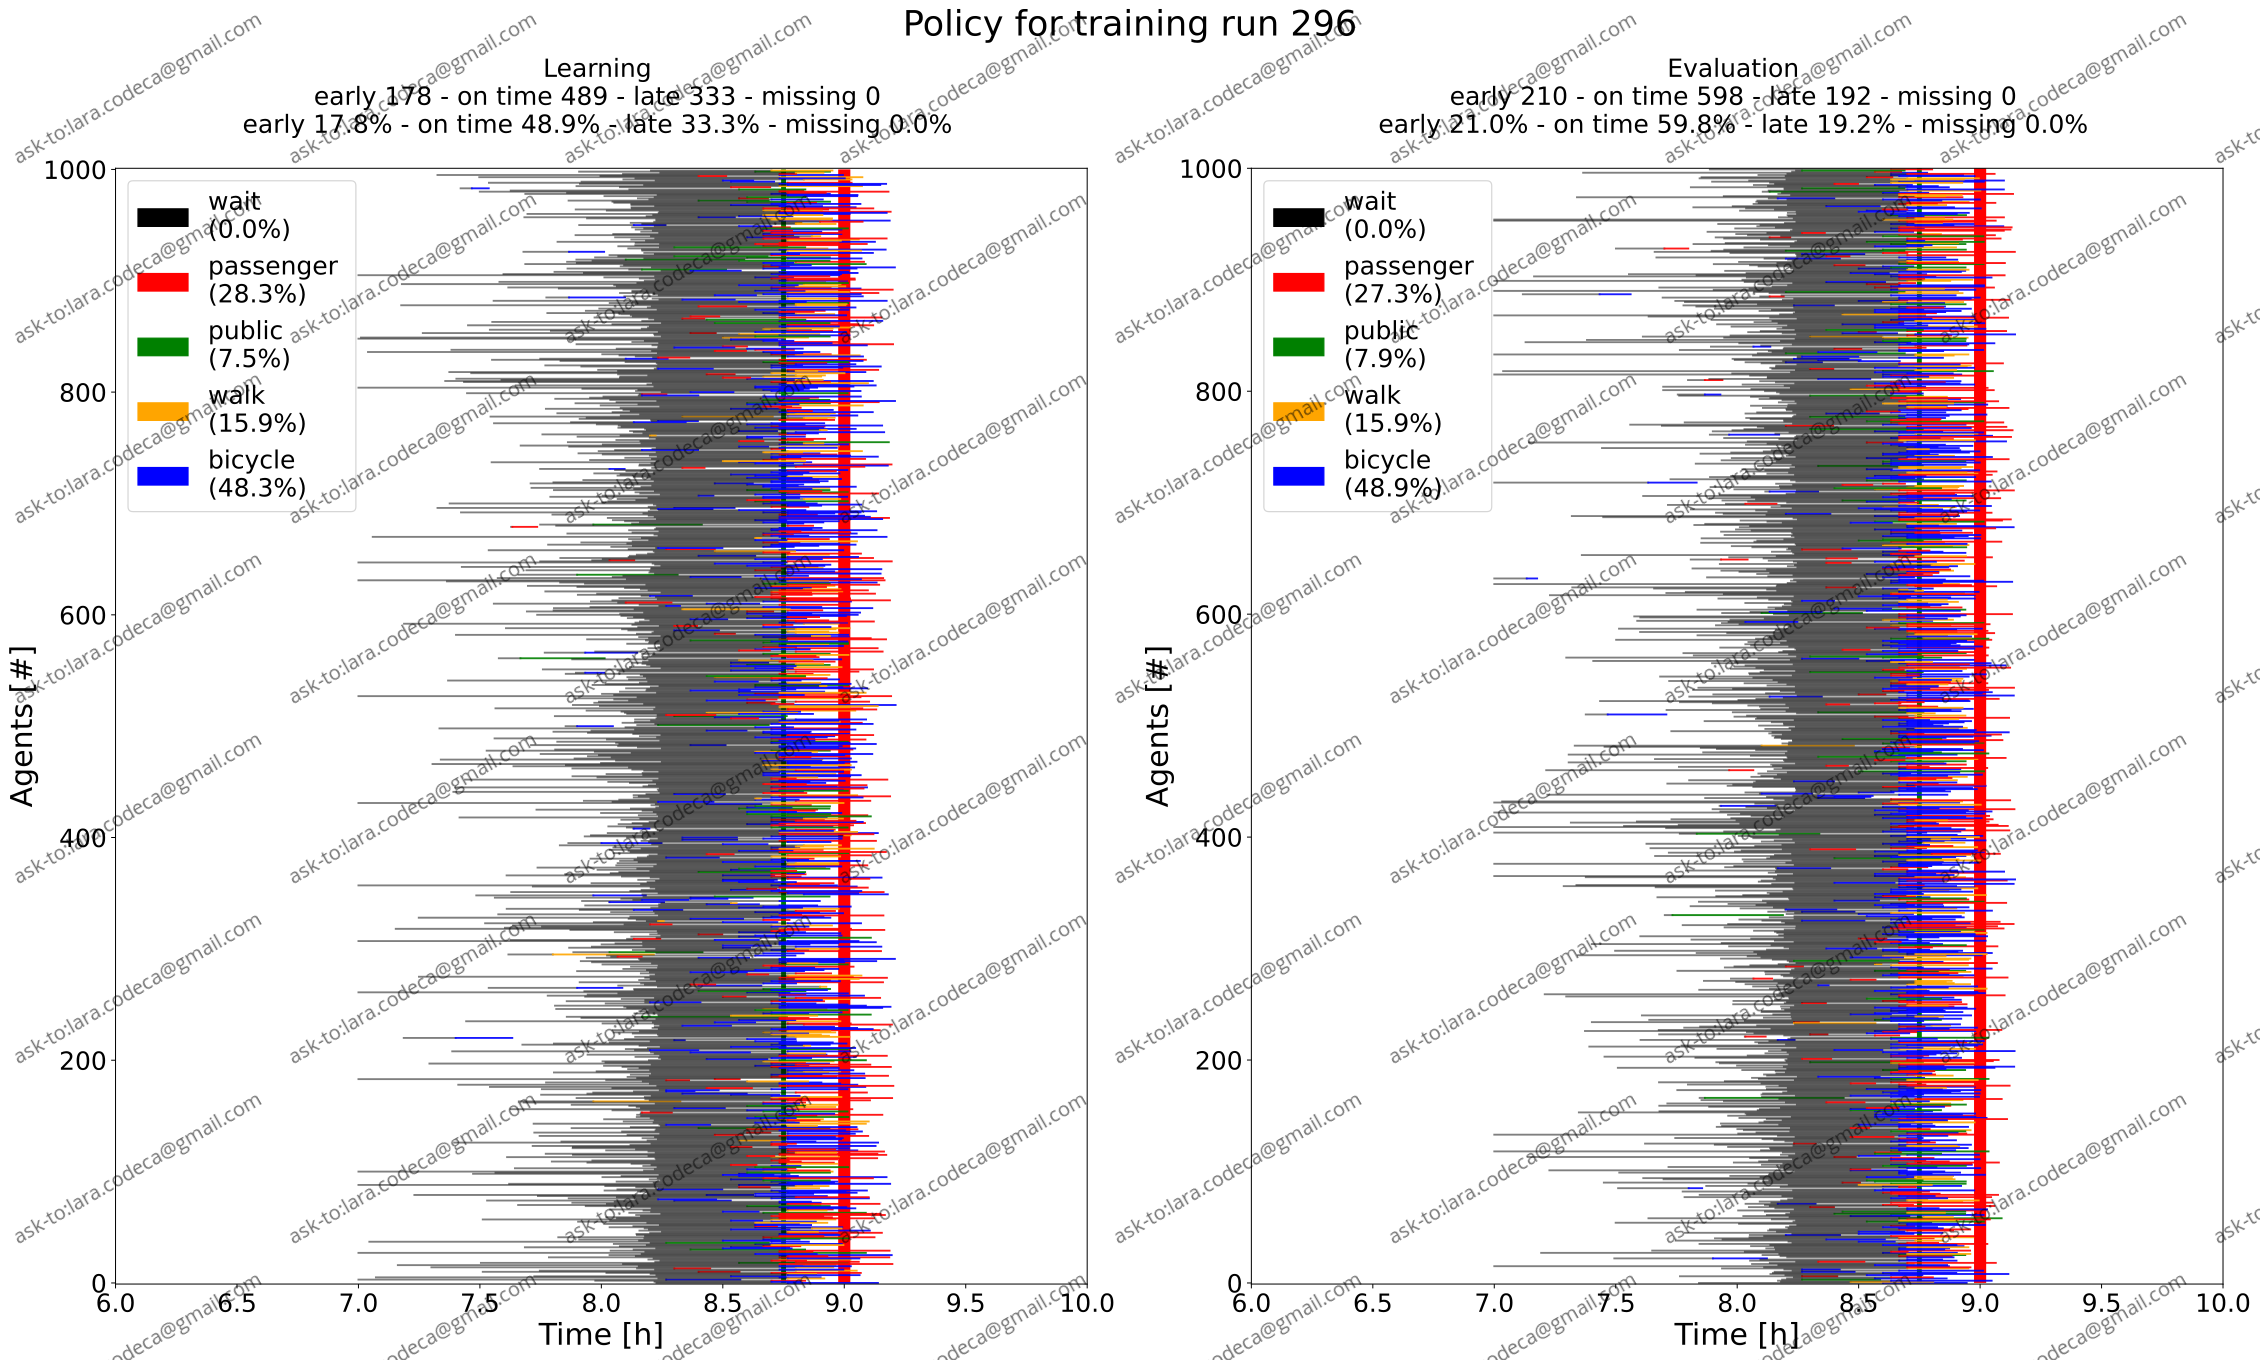 Policy for training run 296
Learning
early 178 - on time 489 - late 333 - missing 0
early 17.8% - on time 48.9% - late 33.3% - missing 0.0%
Agents [#]
1000
800
600
400
200
0
wait
(0.0%)
passenger
(28.3%)
public
(7.5%)
walk
(15.9%)
bicycle
(48.3%)
6.0 6.5 7.0 7.5 8.0 8.5 9.0 9.5 10.0
Time [h]
Evaluation
early 210 - on time 598 - late 192 - missing 0
early 21.0% - on time 59.8% - late 19.2% - missing 0.0%
Agents [#]
1000
800
600
400
200
0
wait
(0.0%)
passenger
(27.3%)
public
(7.9%)
walk
(15.9%)
bicycle
(48.9%)
6.0 6.5 7.0 7.5 8.0 8.5 9.0 9.5 10.0
Time [h]
ask-to:lara.codeca@gmail.com